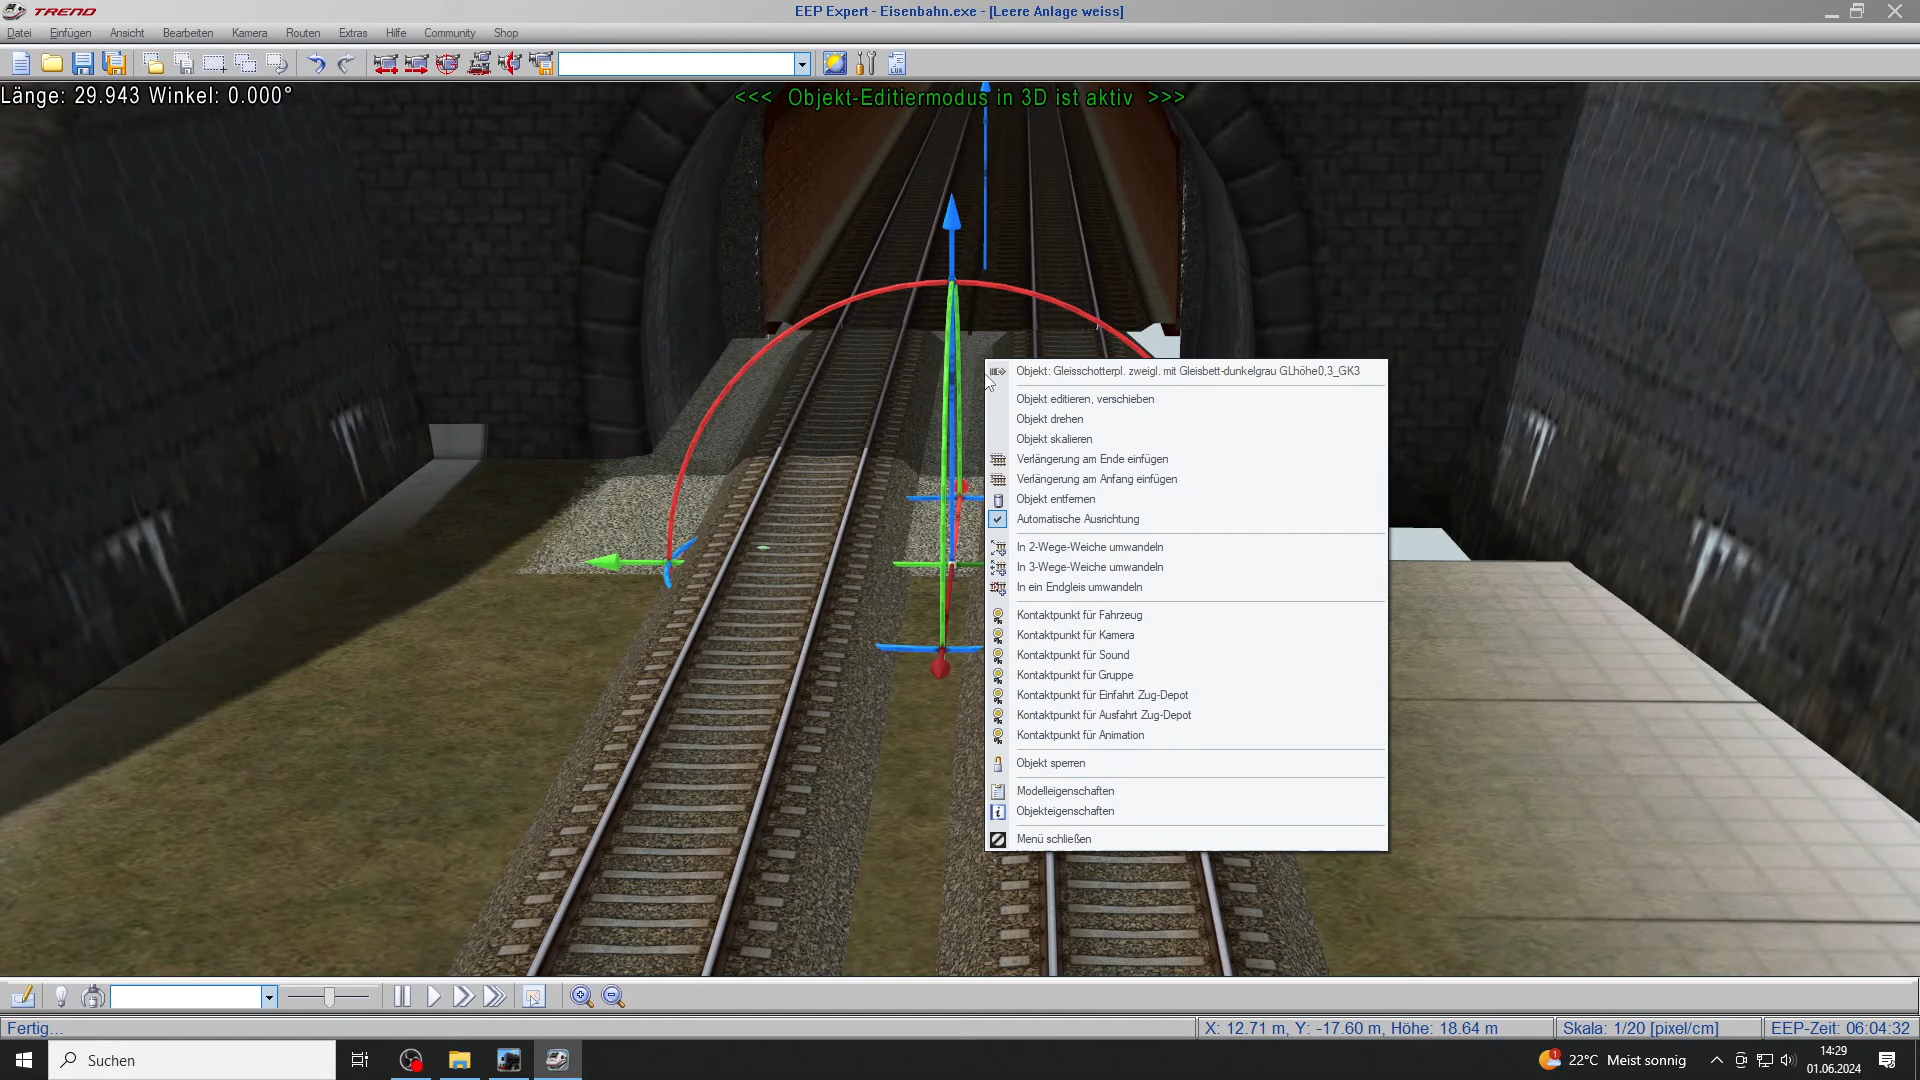 TREND
EEP Expert - Eisenbahn.exe - [Leere Anlage weiss]
Datei Einfügen Ansicht Bearbeiten Kamera Routen Extras Hilfe Community Shop
LUA
Länge: 29.943 Winkel: 0.000°
<<< Objekt-Editiermodus in 3D ist aktiv >>>
Objekt: Gleisschotterpl. zweigl. mit Gleisbett-dunkelgrau GLhöhe0,3_GK3
Objekt editieren, verschieben
Objekt drehen
Objekt skalieren
Verlängerung am Ende einfügen
Verlängerung am Anfang einfügen
Objekt entfernen
Automatische Ausrichtung
In 2-Wege-Weiche umwandeln
In 3-Wege-Weiche umwandeln
In ein Endgleis umwandeln
Kontaktpunkt für Fahrzeug
Kontaktpunkt für Kamera
Kontaktpunkt für Sound
Kontaktpunkt für Gruppe
Kontaktpunkt für Einfahrt Zug-Depot
Kontaktpunkt für Ausfahrt Zug-Depot
Kontaktpunkt für Animation
Objekt sperren
Modelleigenschaften
Objekteigenschaften
Menü schließen
Fertig...
X: 12.71 m, Y: -17.60 m, Höhe: 18.64 m
Skala: 1/20 [pixel/cm]
EEP-Zeit: 06:04:32
Suchen
1
22°C Meist sonnig
14:29
01.06.2024